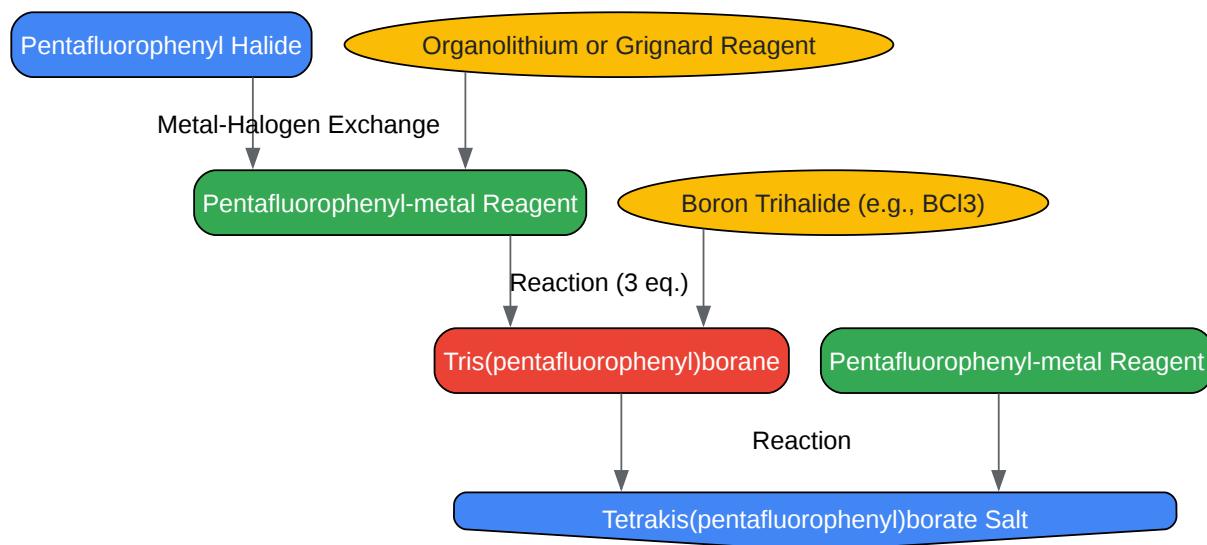 Pentafluorophenyl Halide
Organolithium or Grignard Reagent
Metal-Halogen Exchange
Pentafluorophenyl-metal Reagent
Boron Trihalide (e.g., BCl3)
Reaction (3 eq.)
Tris(pentafluorophenyl)borane
Pentafluorophenyl-metal Reagent
Reaction
Tetrakis(pentafluorophenyl)borate Salt